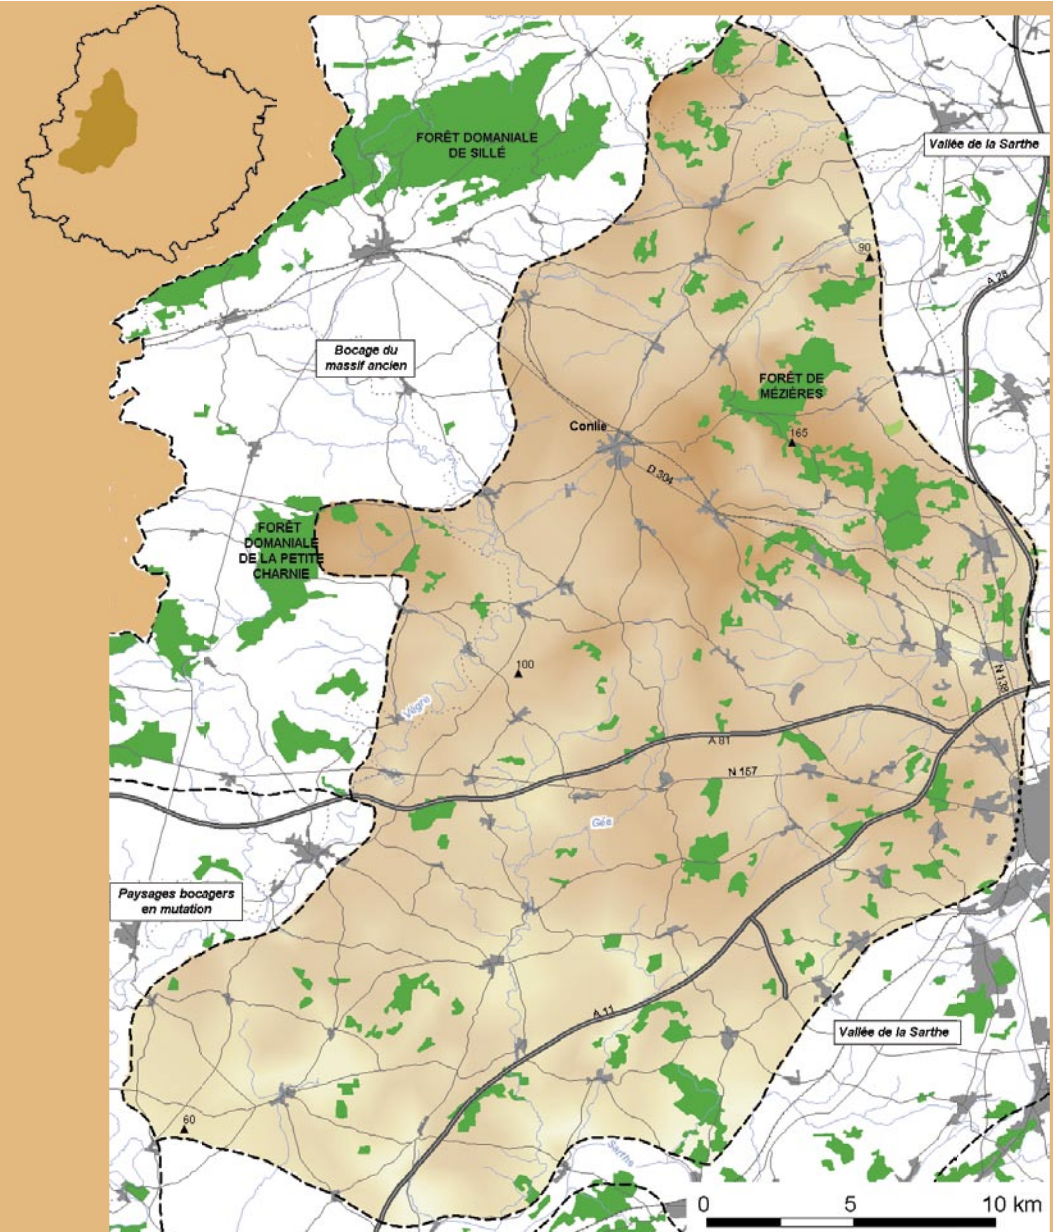 FORÊT DOMANIALE
DE SILLÉ
Vallée de la Sarthe
90
A 28
Bocage du
massif ancien
FORÊT DE
MÉZIÈRES
Conlie
165
D 304
FORÊT
DOMANIALE
DE LA PETITE
CHARNIE
100
N 138
Vègre
A 81
N 157
Gée
Paysages bocagers
en mutation
A 11
Vallée de la Sarthe
60
Sarthe
0 5 10 km